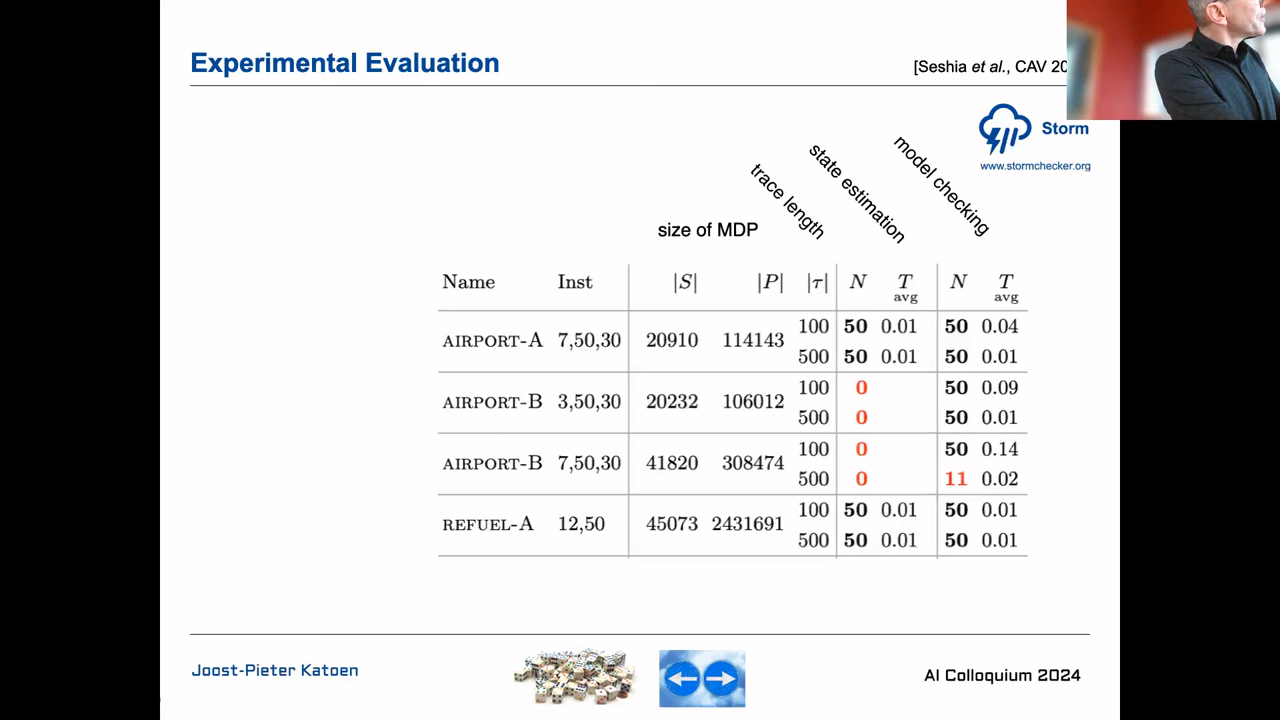 Experimental Evaluation
[Seshia et al., CAV 20
Storm
www.stormchecker.org
trace length
state estimation
model checking
size of MDP
Name Inst |S| |P| |τ| N T avg N T avg
AIRPORT-A 7,50,30 20910 114143 100 50 0.01 50 0.04
500 50 0.01 50 0.01
AIRPORT-B 3,50,30 20232 106012 100 0 50 0.09
500 0 50 0.01
AIRPORT-B 7,50,30 41820 308474 100 0 50 0.14
500 0 11 0.02
REFUEL-A 12,50 45073 2431691 100 50 0.01 50 0.01
500 50 0.01 50 0.01
Joost-Pieter Katoen
AI Colloquium 2024